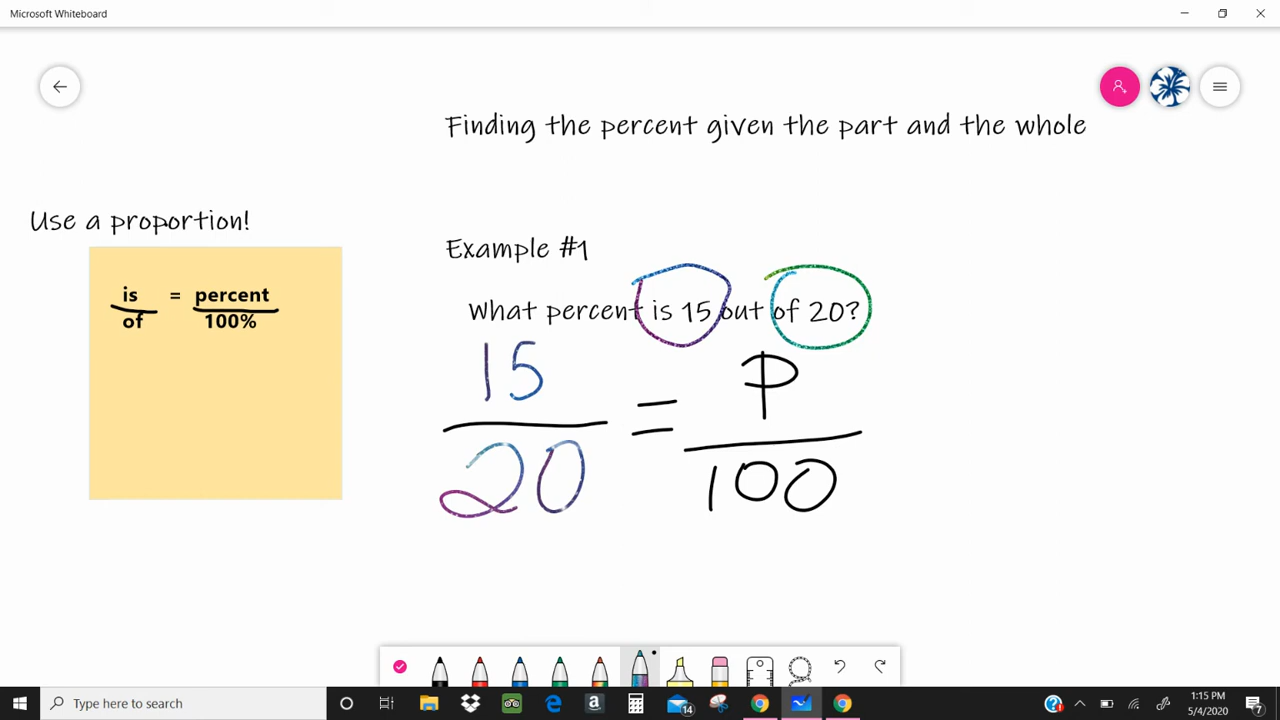 Microsoft Whiteboard
Finding the percent given the part and the whole
Use a proportion!
is = percent
of 100%
Example #1
What percent is 15 out of 20?
15 = P
20 100
14
Type here to search
1:15 PM
5/4/2020
7